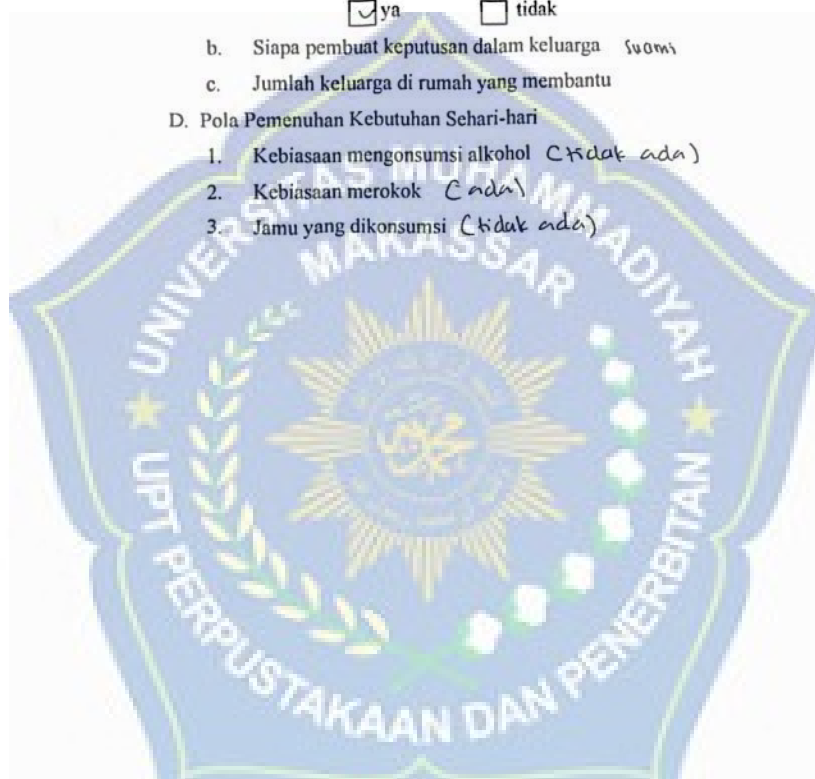 ya tidak
b. Siapa pembuat keputusan dalam keluarga suami
c. Jumlah keluarga di rumah yang membantu
D. Pola Pemenuhan Kebutuhan Sehari-hari
1. Kebiasaan mengonsumsi alkohol (tidak ada)
2. Kebiasaan merokok (ada)
3. Jamu yang dikonsumsi (tidak ada)
UNIVERSITAS MUHAMMADIYAH
MAKASSAR
UPT PERPUSTAKAAN DAN PENERBITAN